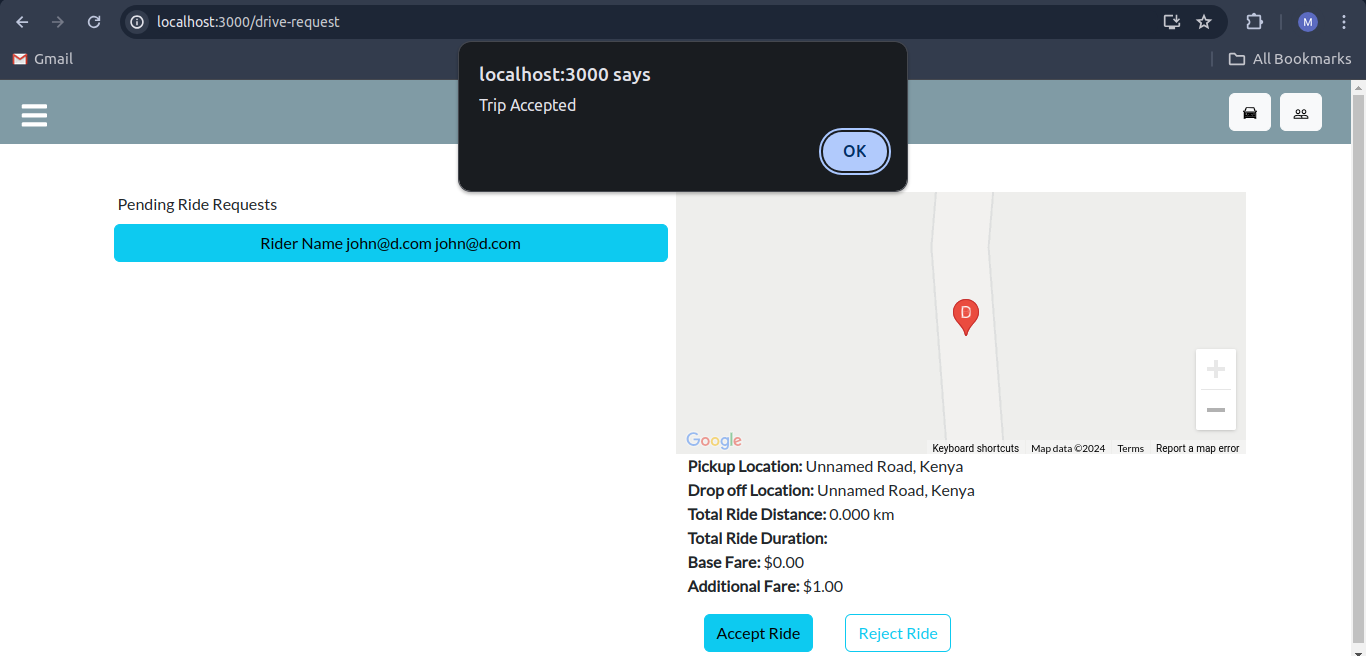 localhost:3000/drive-request
M
Gmail
All Bookmarks
localhost:3000 says
Trip Accepted
OK
Pending Ride Requests
Rider Name john@d.com john@d.com
D
Google
Keyboard shortcuts Map data ©2024 Terms Report a map error
Pickup Location: Unnamed Road, Kenya
Drop off Location: Unnamed Road, Kenya
Total Ride Distance: 0.000 km
Total Ride Duration:
Base Fare: $0.00
Additional Fare: $1.00
Accept Ride
Reject Ride